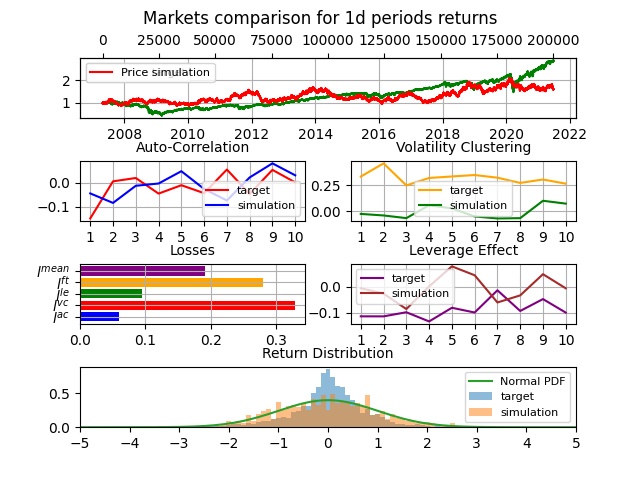 Markets comparison for 1d periods returns
0 25000 50000 75000 100000 125000 150000 175000 200000
Price simulation
2
1
2008 2010 2012 2014 2016 2018 2020 2022
Auto-Correlation
0.0
−0.1
target
simulation
1 2 3 4 5 6 7 8 9 10
Volatility Clustering
0.25
0.00
target
simulation
1 2 3 4 5 6 7 8 9 10
Losses
l^mean
l^ft
l^le
l^vc
l^ac
0.0 0.1 0.2 0.3
Leverage Effect
0.0
−0.1
target
simulation
1 2 3 4 5 6 7 8 9 10
Return Distribution
0.5
0.0
Normal PDF
target
simulation
−5 −4 −3 −2 −1 0 1 2 3 4 5